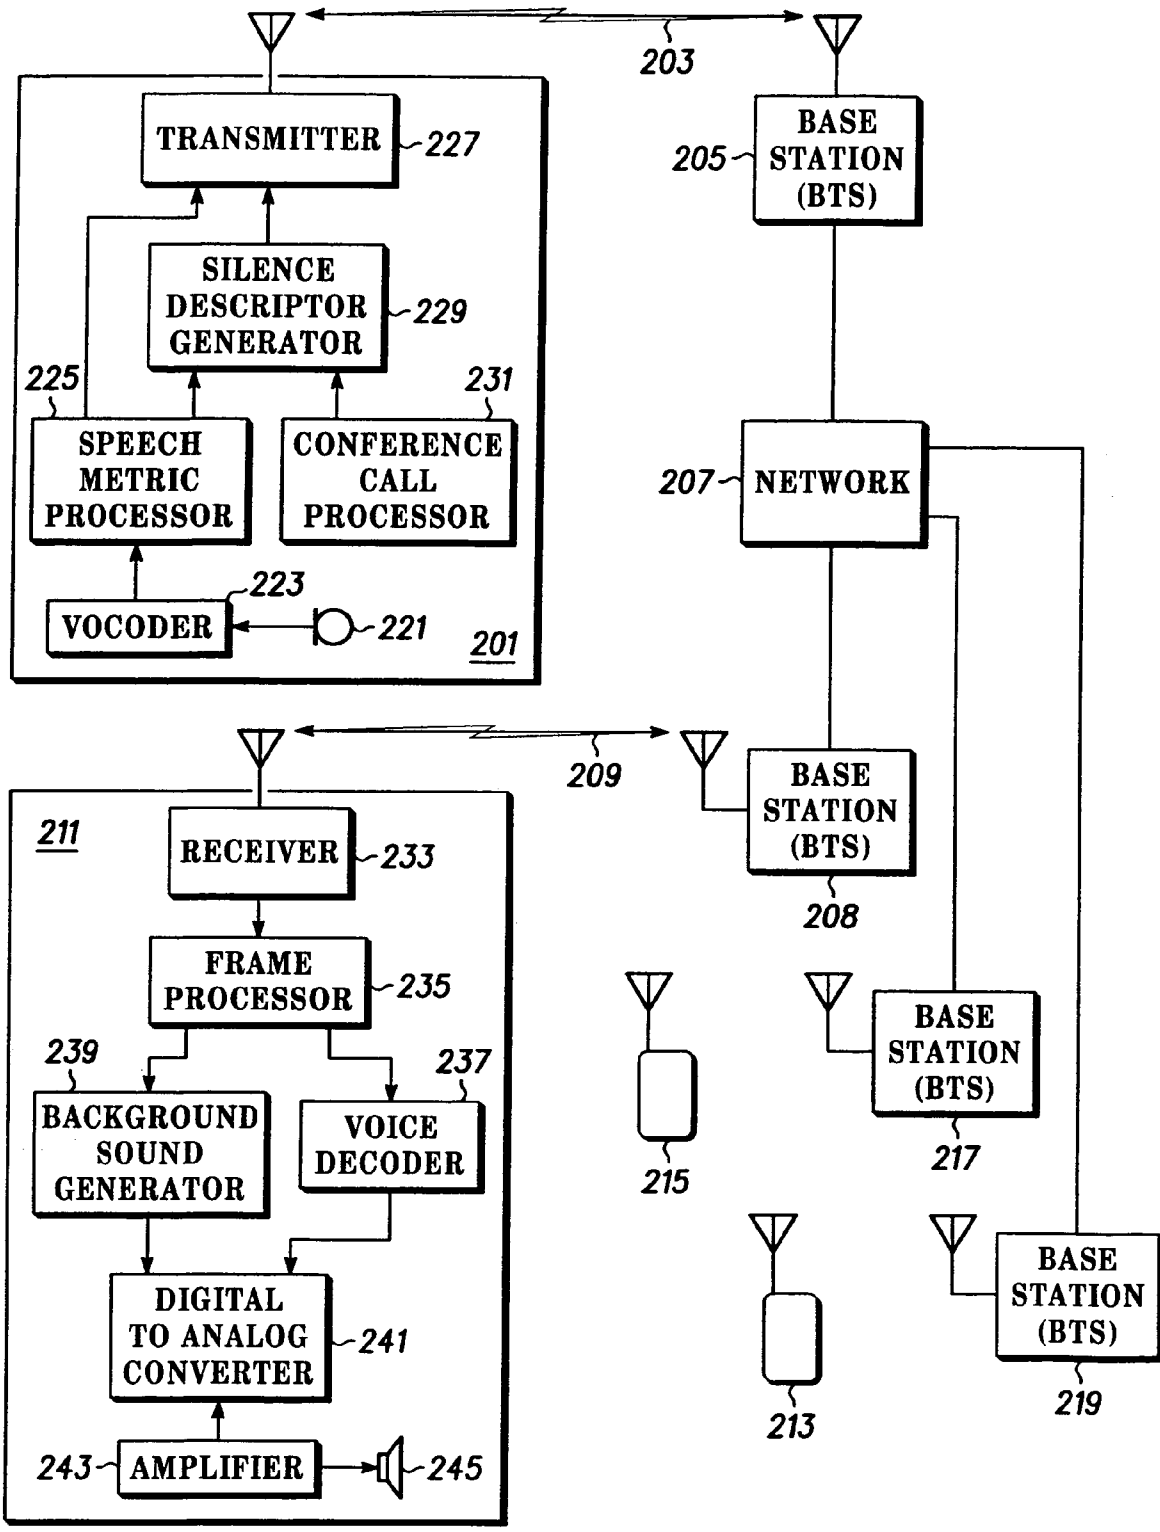 203
TRANSMITTER
227
BASE
STATION
(BTS)
205
SILENCE
DESCRIPTOR
GENERATOR
229
225
231
SPEECH
METRIC
PROCESSOR
CONFERENCE
CALL
PROCESSOR
207
NETWORK
223
VOCODER
221
201
209
BASE
STATION
(BTS)
208
211
RECEIVER
233
FRAME
PROCESSOR
235
239
237
BACKGROUND
SOUND
GENERATOR
VOICE
DECODER
215
BASE
STATION
(BTS)
217
DIGITAL
TO ANALOG
CONVERTER
241
213
BASE
STATION
(BTS)
219
243
AMPLIFIER
245